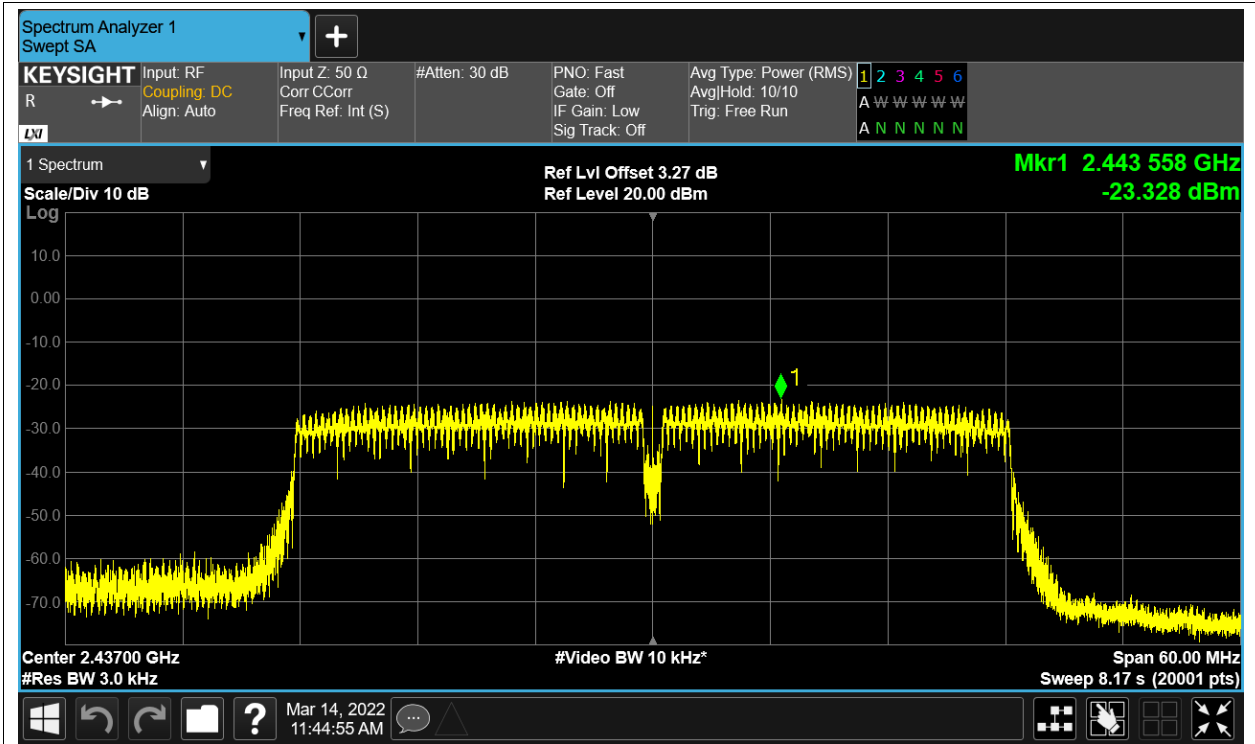 Spectrum Analyzer 1
Swept SA
KEYSIGHT
R
LXI
Input: RF
Coupling: DC
Align: Auto
Input Z: 50 Ω
Corr CCorr
Freq Ref: Int (S)
#Atten: 30 dB
PNO: Fast
Gate: Off
IF Gain: Low
Sig Track: Off
Avg Type: Power (RMS)
Avg|Hold: 10/10
Trig: Free Run
1 2 3 4 5 6
A W W W W W
A N N N N N
1 Spectrum
Scale/Div 10 dB
Log
Ref Lvl Offset 3.27 dB
Ref Level 20.00 dBm
Mkr1 2.443 558 GHz
-23.328 dBm
10.0
0.00
-10.0
-20.0
-30.0
-40.0
-50.0
-60.0
-70.0
1
Center 2.43700 GHz
#Res BW 3.0 kHz
#Video BW 10 kHz*
Span 60.00 MHz
Sweep 8.17 s (20001 pts)
?
Mar 14, 2022
11:44:55 AM